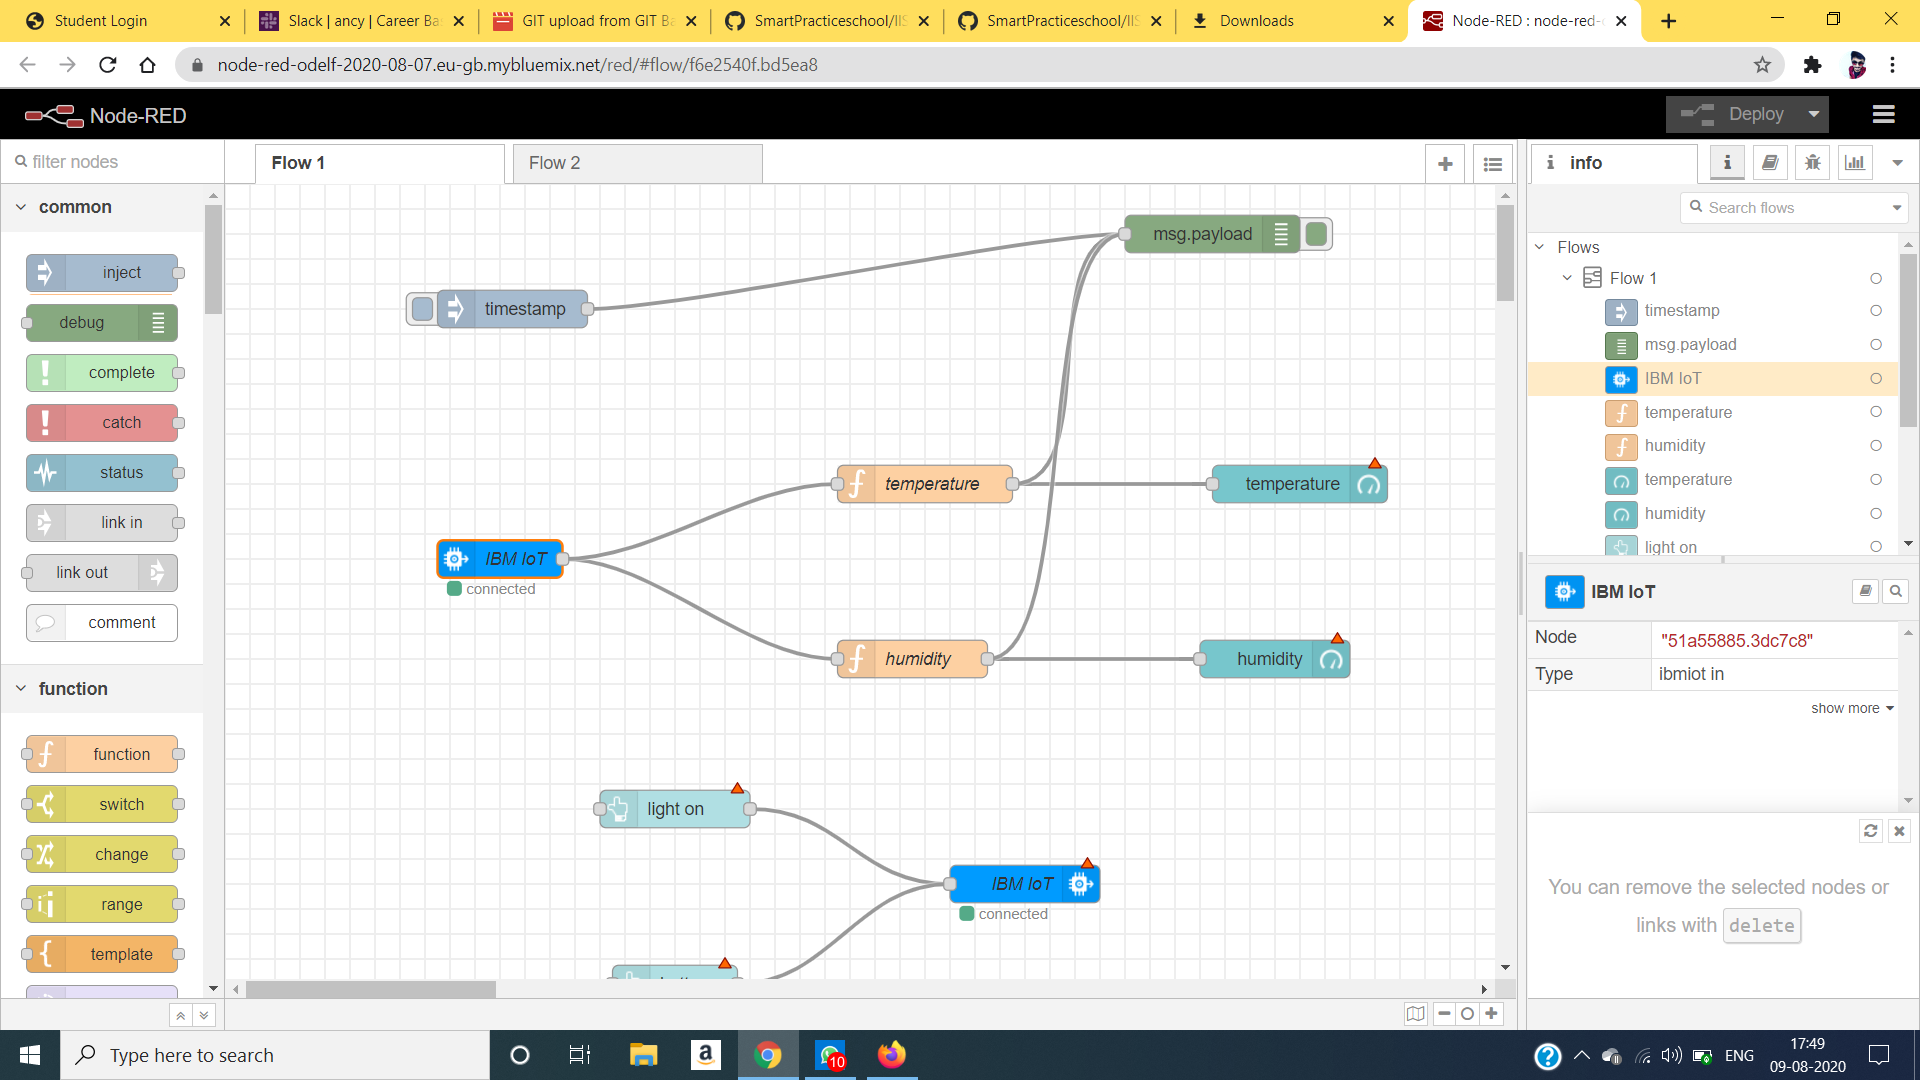 Student Login
Slack | ancy | Career Ba
GIT upload from GIT Ba
SmartPracticeschool/IIS
SmartPracticeschool/IIS
Downloads
Node-RED : node-red-
node-red-odelf-2020-08-07.eu-gb.mybluemix.net/red/#flow/f6e2540f.bd5ea8
Node-RED
Deploy
filter nodes
common
inject
debug
complete
catch
status
link in
link out
comment
function
function
switch
change
range
template
Flow 1
Flow 2
msg.payload
timestamp
temperature
temperature
IBM IoT
connected
humidity
humidity
light on
IBM IoT
connected
info
Search flows
Flows
Flow 1
timestamp
msg.payload
IBM IoT
temperature
humidity
temperature
humidity
light on
IBM IoT
Node
"51a55885.3dc7c8"
Type
ibmiot in
show more
You can remove the selected nodes or
links with delete
Type here to search
10
ENG
17:49
09-08-2020